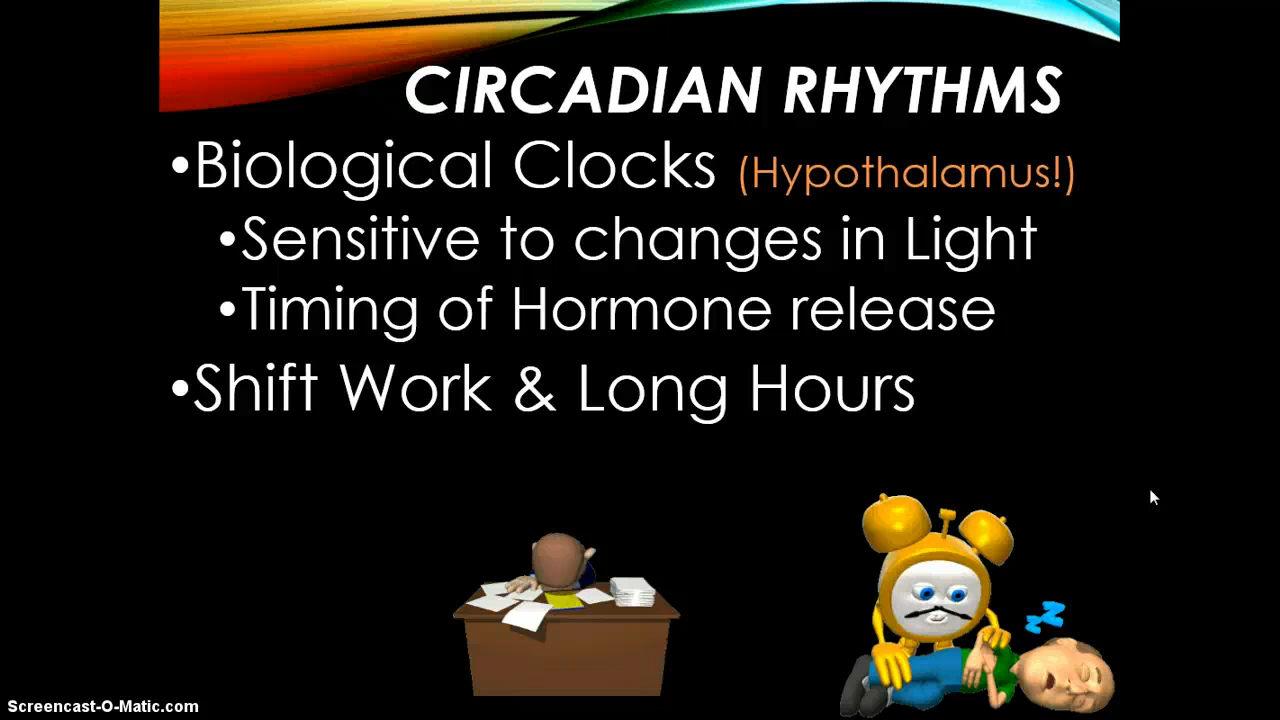 CIRCADIAN RHYTHMS
•Biological Clocks (Hypothalamus!)
•Sensitive to changes in Light
•Timing of Hormone release
•Shift Work & Long Hours
zzz
Screencast-O-Matic.com